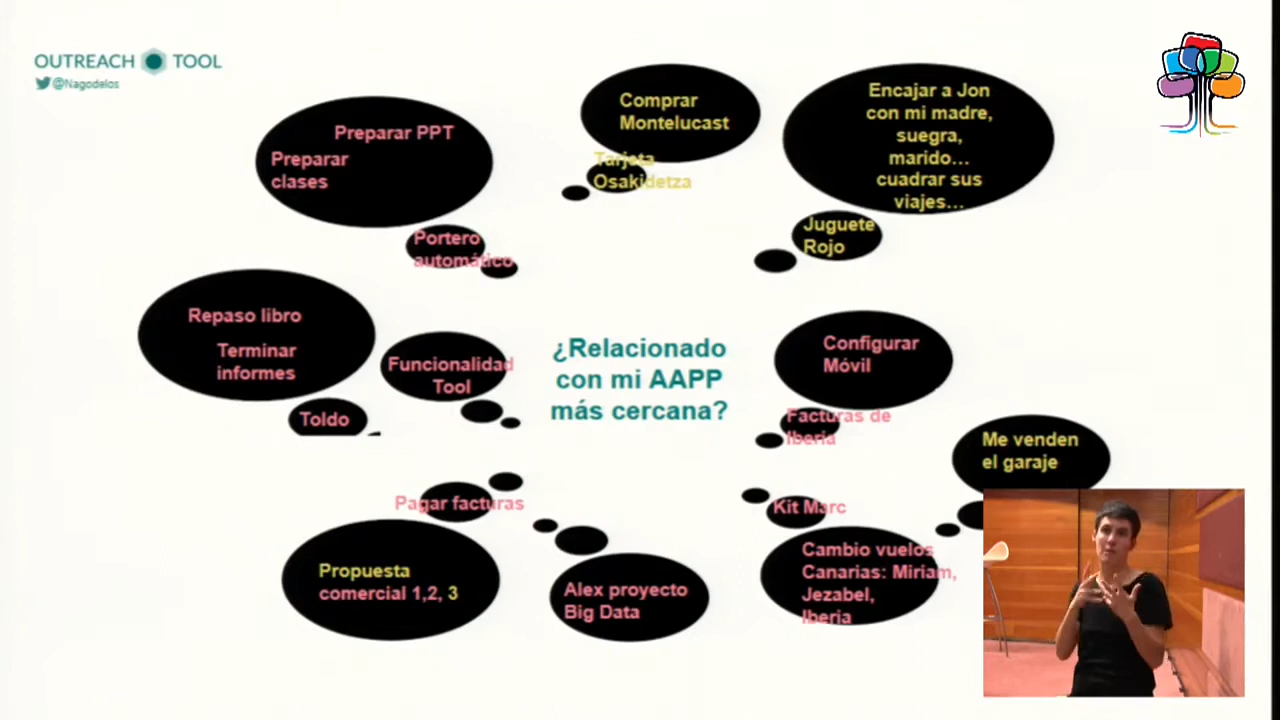 OUTREACH TOOL
@Nagodelos
Preparar PPT
Preparar
clases
Portero
automático
Comprar
Montelucast
Tarjeta
Osakidetza
Encajar a Jon
con mi madre,
suegra,
marido...
cuadrar sus
viajes...
Juguete
Rojo
Repaso libro
Terminar
informes
Toldo
Funcionalidad
Tool
¿Relacionado
con mi AAPP
más cercana?
Configurar
Móvil
Facturas de
Iberia
Me venden
el garaje
Pagar facturas
Propuesta
comercial 1,2, 3
Alex proyecto
Big Data
Kit Marc
Cambio vuelos
Canarias: Miriam,
Jezabel,
Iberia